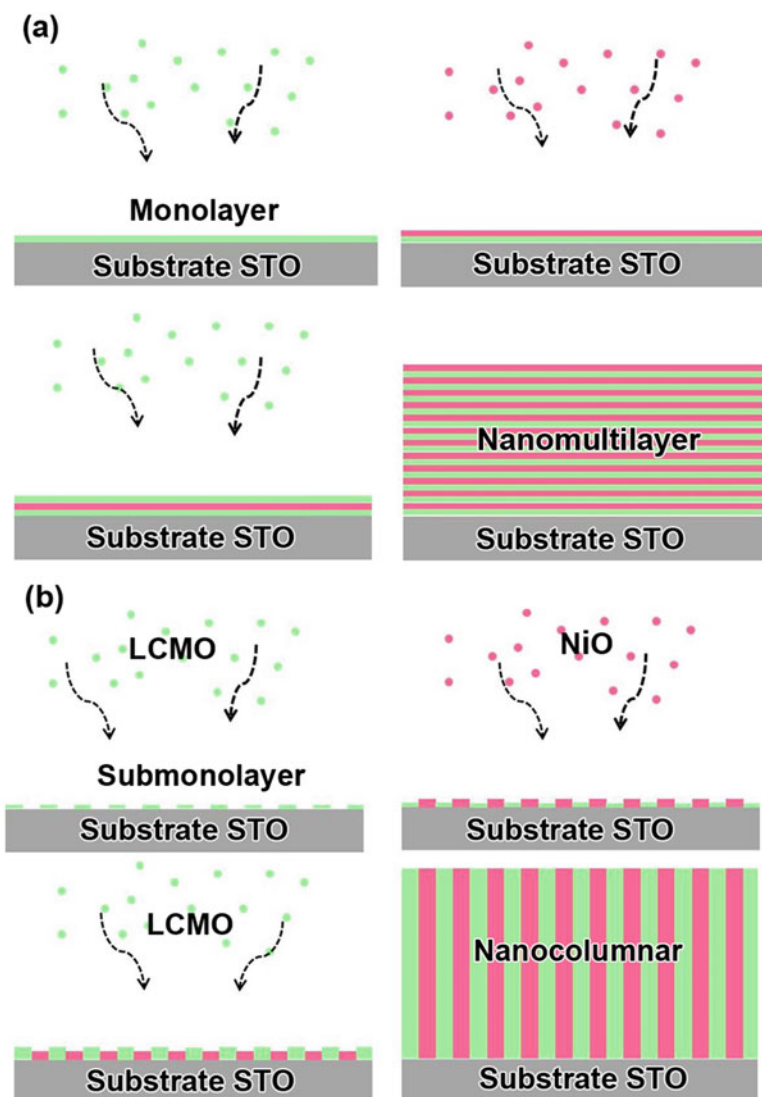 (a)
Monolayer
Substrate STO
Substrate STO
Substrate STO
Nanomultilayer
Substrate STO
(b)
LCMO
NiO
Submonolayer
Substrate STO
Substrate STO
LCMO
Substrate STO
Nanocolumnar
Substrate STO